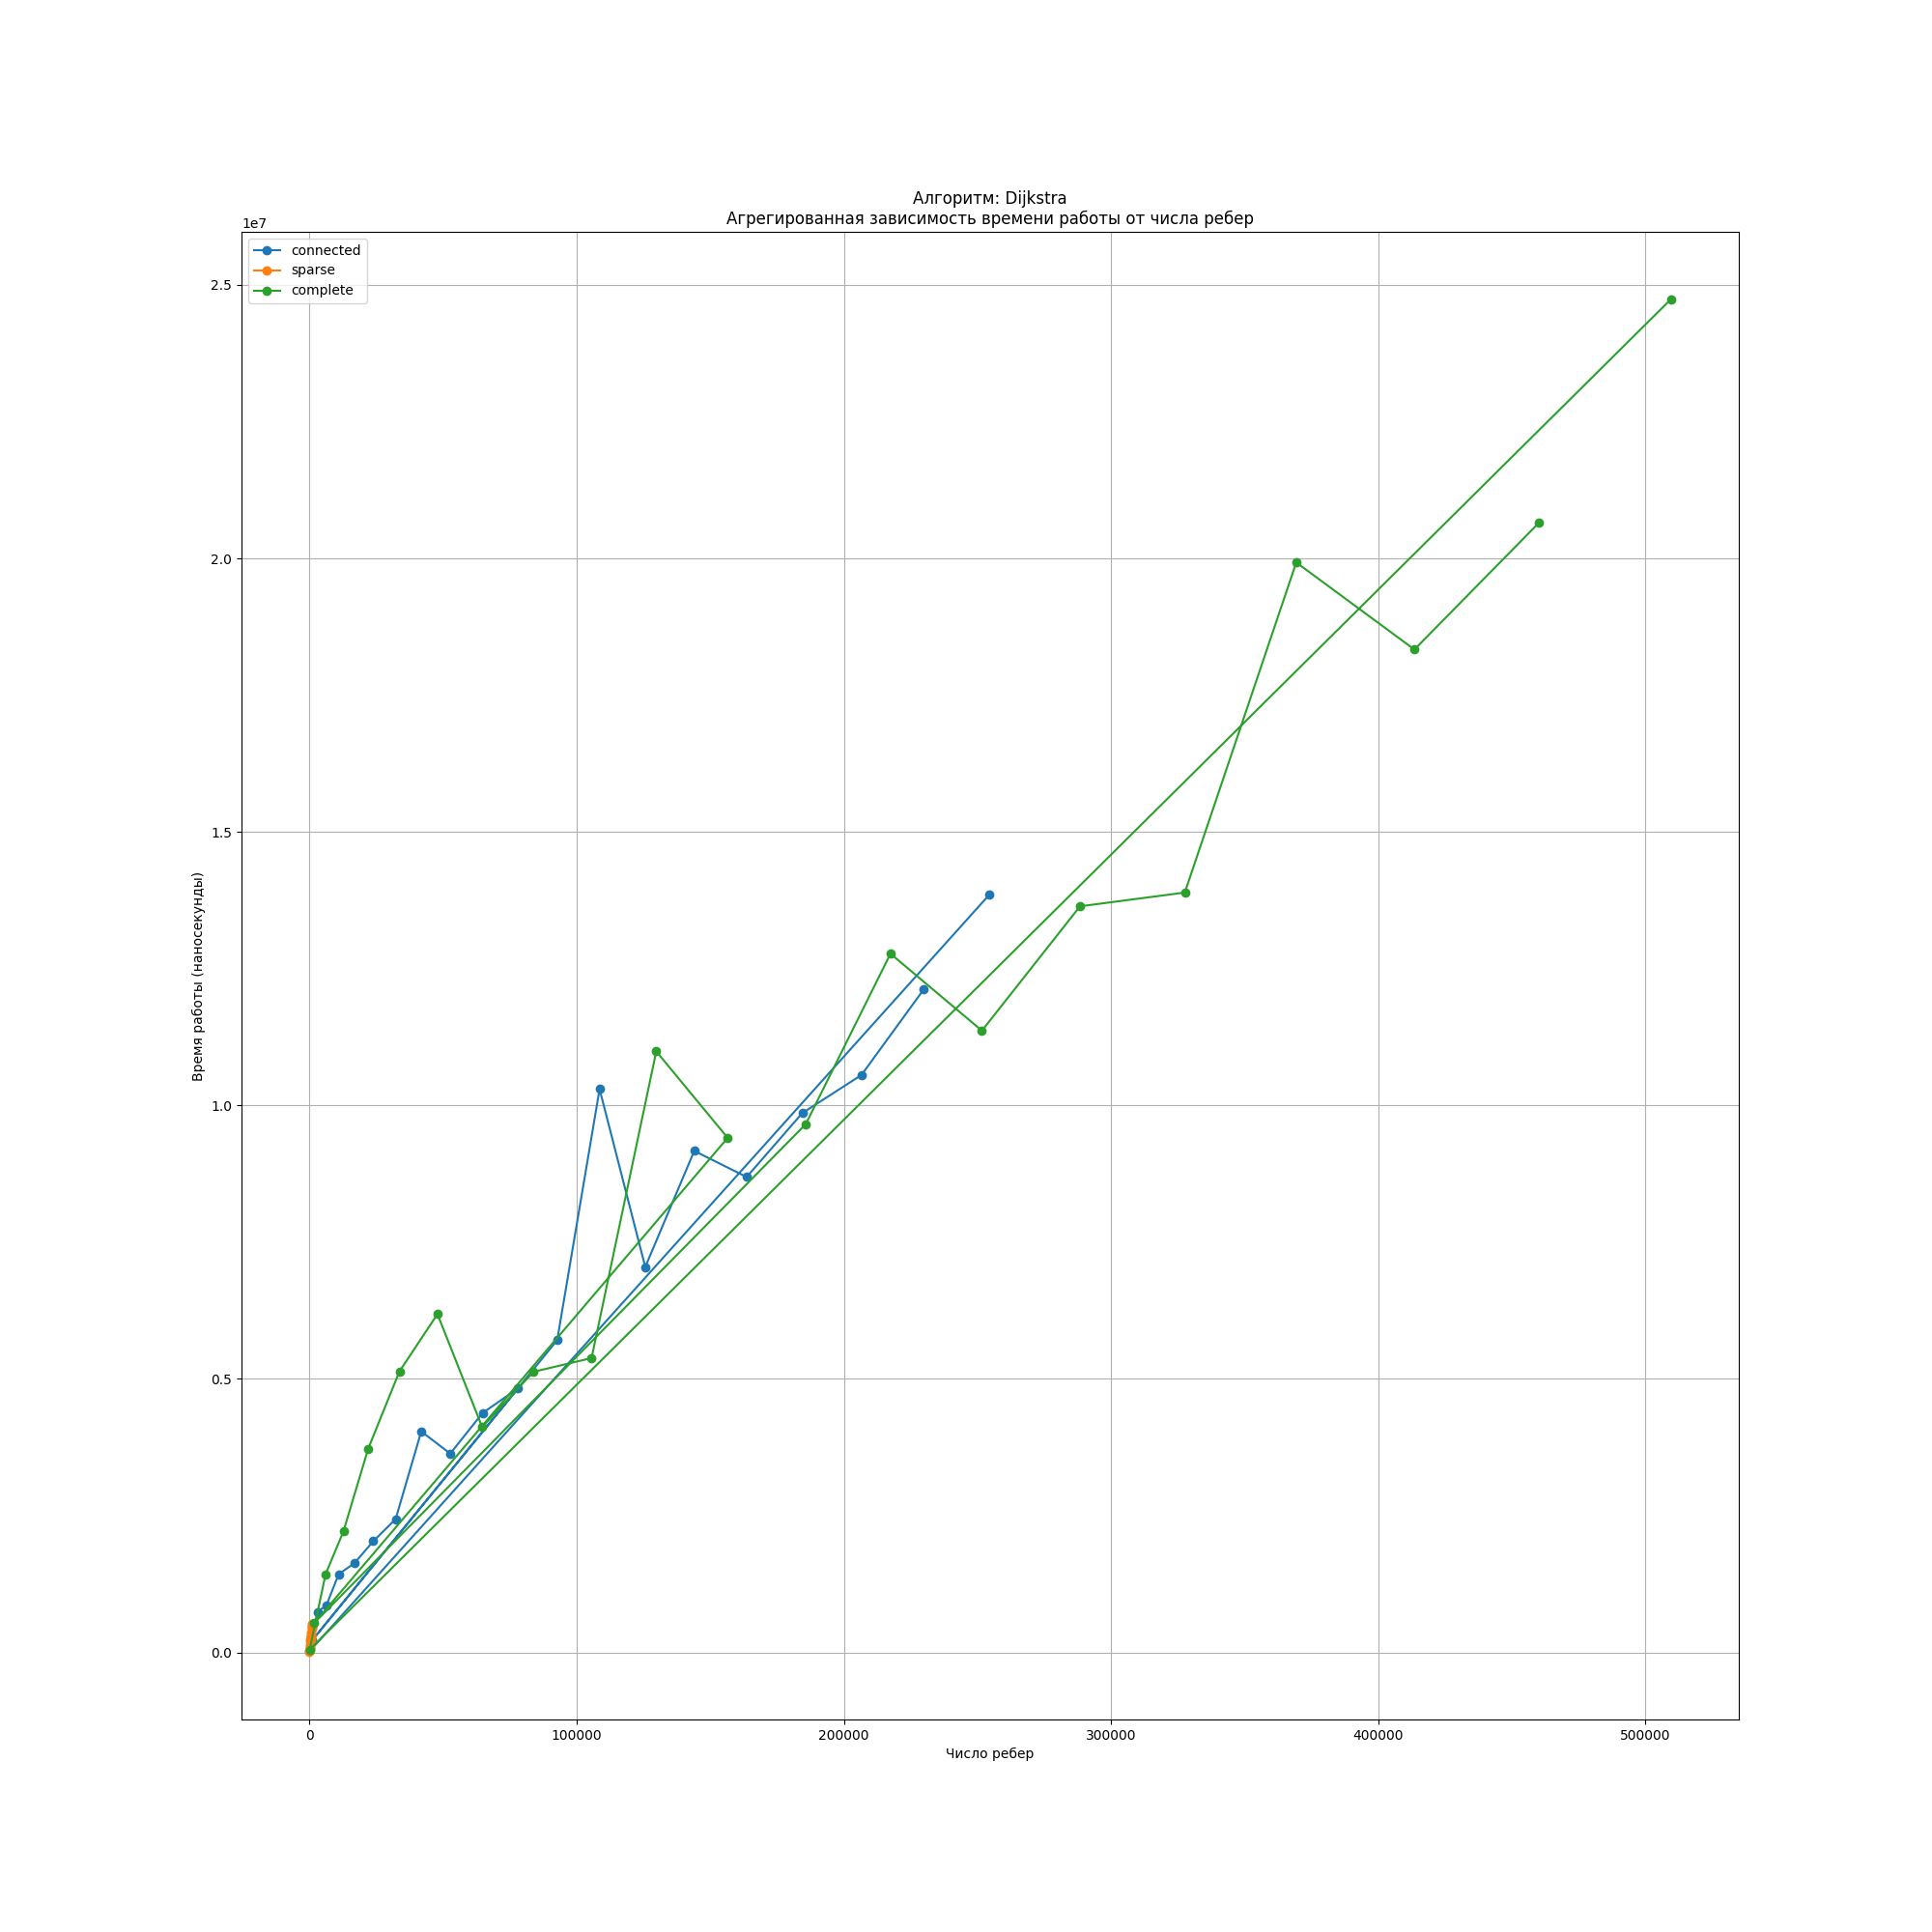 Алгоритм: Dijkstra
Агрегированная зависимость времени работы от числа ребер
1e7
connected
sparse
complete
2.5
2.0
1.5
1.0
0.5
0.0
Время работы (наносекунды)
0 100000 200000 300000 400000 500000
Число ребер